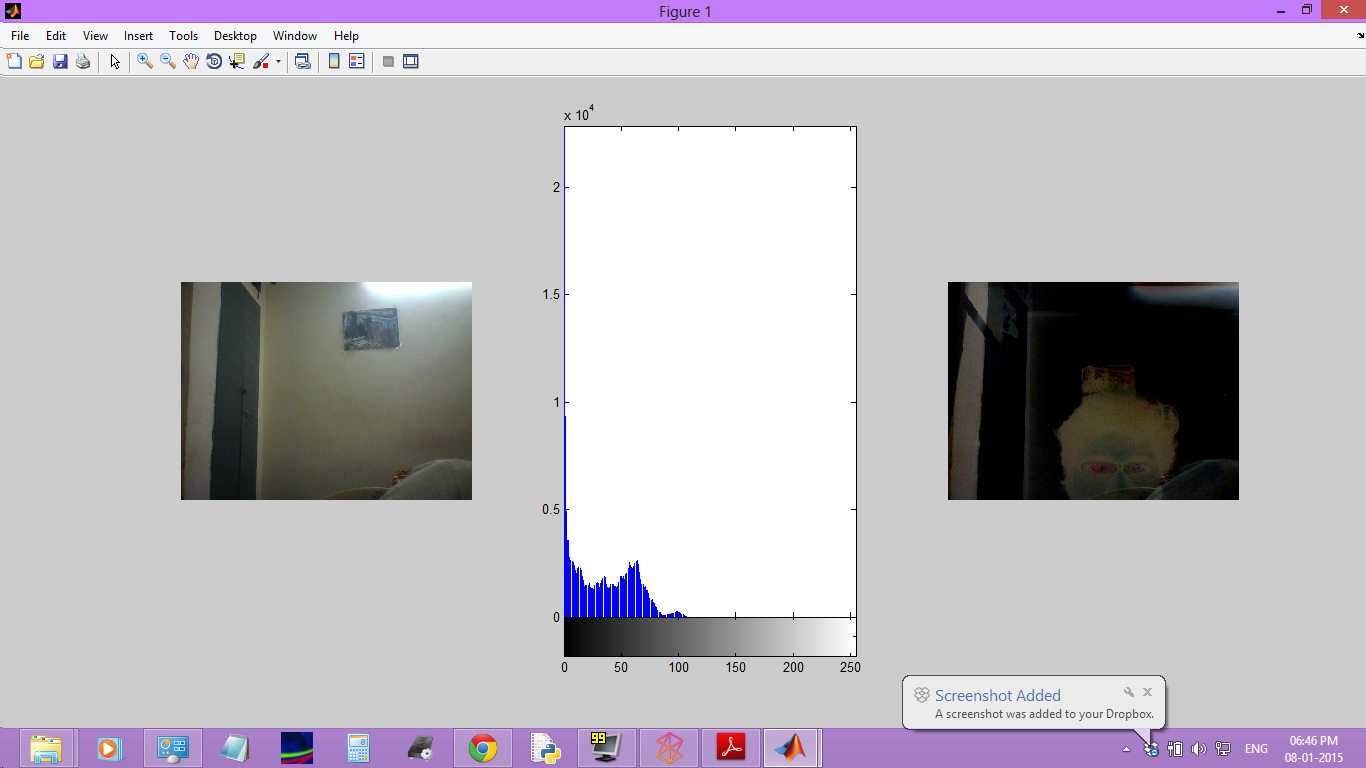 Figure 1
File Edit View Insert Tools Desktop Window Help
x 10^4
2
1.5
1
0.5
0
0 50 100 150 200 250
Screenshot Added
A screenshot was added to your Dropbox.
99
ENG
06:46 PM
08-01-2015